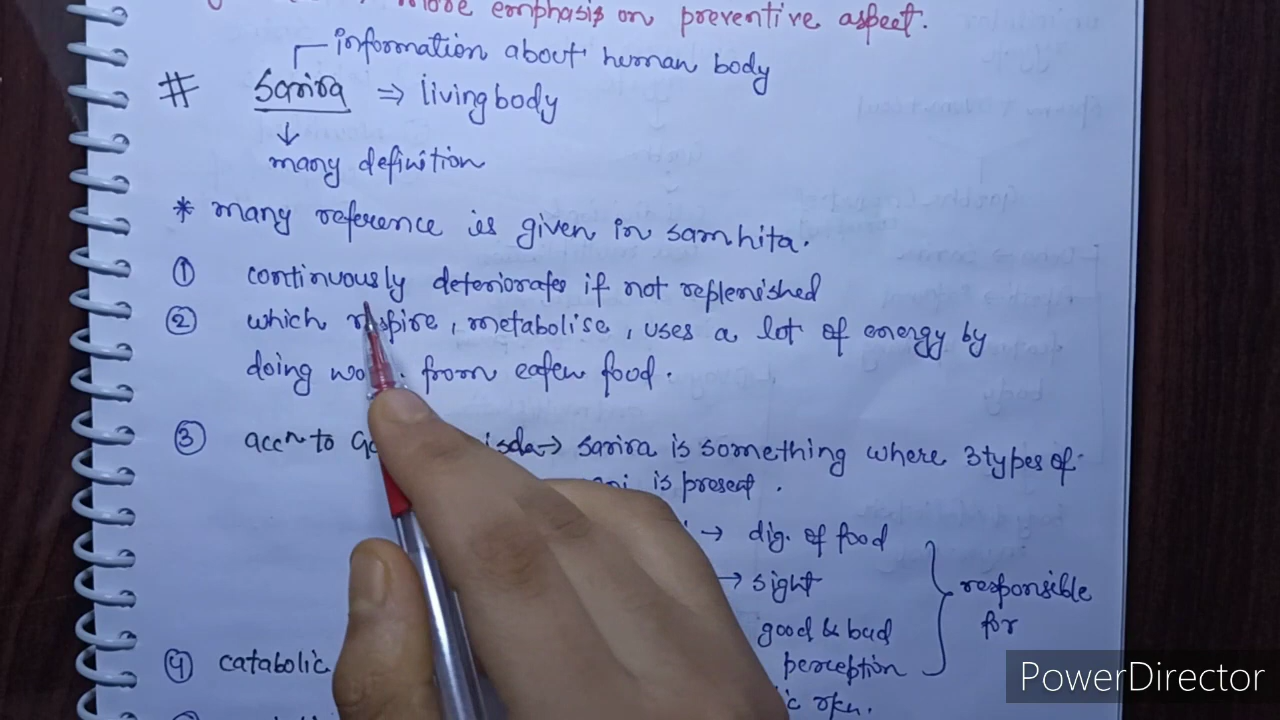 more emphasis on preventive aspect.
information about human body
# sarira ⇒ living body
↓
many definition
* many reference is given in samhita.
① continuously deteriorates if not replenished
② which respire, metabolise, uses a lot of energy by
doing from eaten food.
③ accn to → sarira is something where 3 types of
is present.
→ dig. of food
→ sight
good & bad
perception
responsible
for
④ catabolic
rxn.
PowerDirector